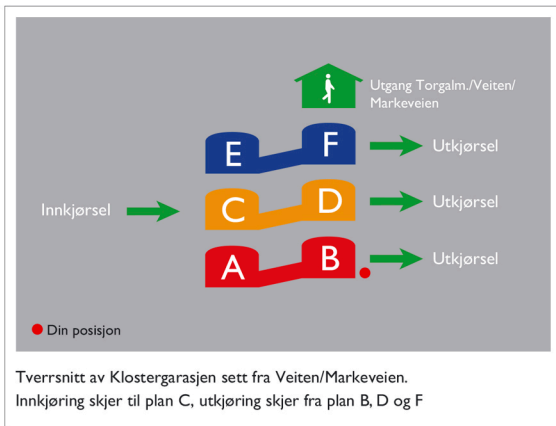 Utgang Torgalm./Veiten/
Markeveien
E F Utkjørsel
Innkjørsel C D Utkjørsel
A B Utkjørsel
Din posisjon
Tverrsnitt av Klostergarasjen sett fra Veiten/Markeveien.
Innkjøring skjer til plan C, utkjøring skjer fra plan B, D og F